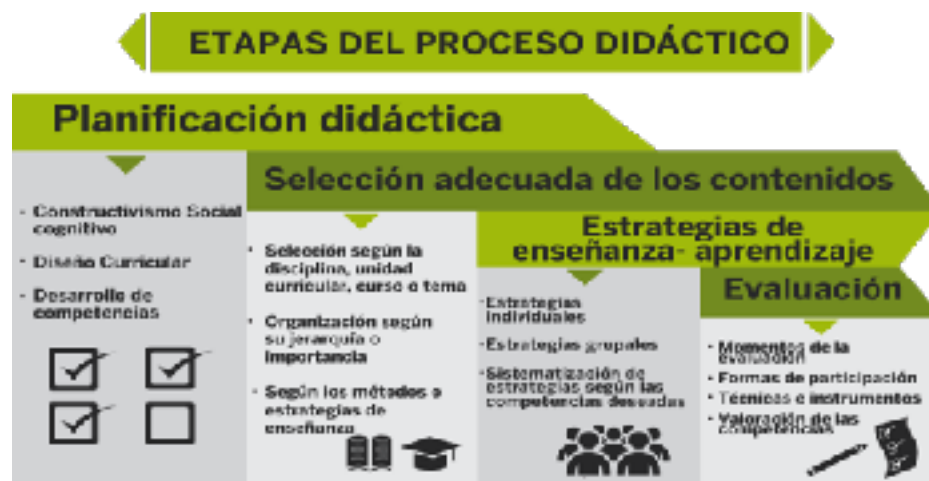 ETAPAS DEL PROCESO DIDÁCTICO
Planificación didáctica
- Constructivismo Social
cognitivo
- Diseño Curricular
- Desarrollo de
competencias
Selección adecuada de los contenidos
- Selección según la
disciplina, unidad
curricular, curso o tema
- Organización según
su jerarquía o
importancia
- Según los métodos o
estrategias de
enseñanza
Estrategias de
enseñanza- aprendizaje
-Estrategias
individuales
-Estrategias grupales
-Sistematización de
estrategias según las
competencias deseadas
Evaluación
- Momentos de la
evaluación
- Formas de participación
- Técnicas e instrumentos
- Valoración de las
competencias